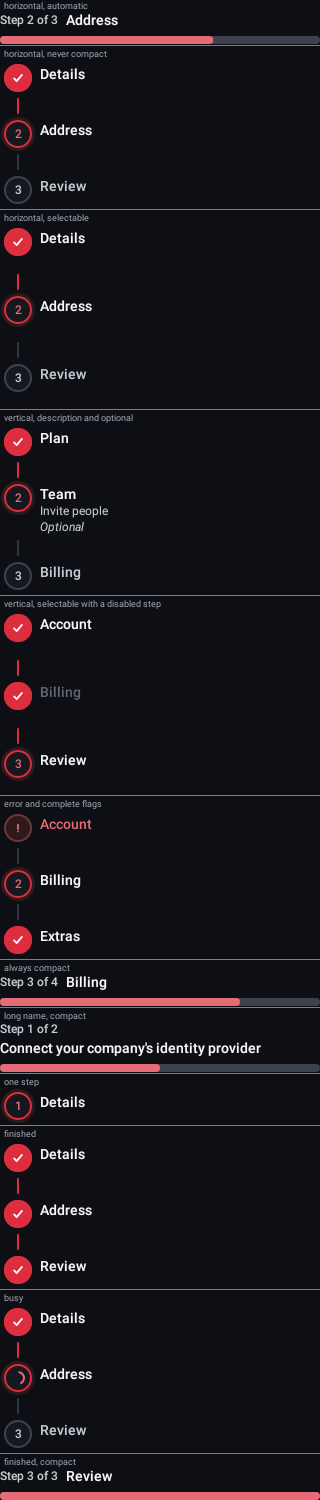 horizontal, automatic
Step 2 of 3 Address
horizontal, never compact
Details
2 Address
3 Review
horizontal, selectable
Details
2 Address
3 Review
vertical, description and optional
Plan
2 Team
Invite people
Optional
3 Billing
vertical, selectable with a disabled step
Account
Billing
3 Review
error and complete flags
! Account
2 Billing
Extras
always compact
Step 3 of 4 Billing
long name, compact
Step 1 of 2
Connect your company's identity provider
one step
1 Details
finished
Details
Address
Review
busy
Details
Address
3 Review
finished, compact
Step 3 of 3 Review